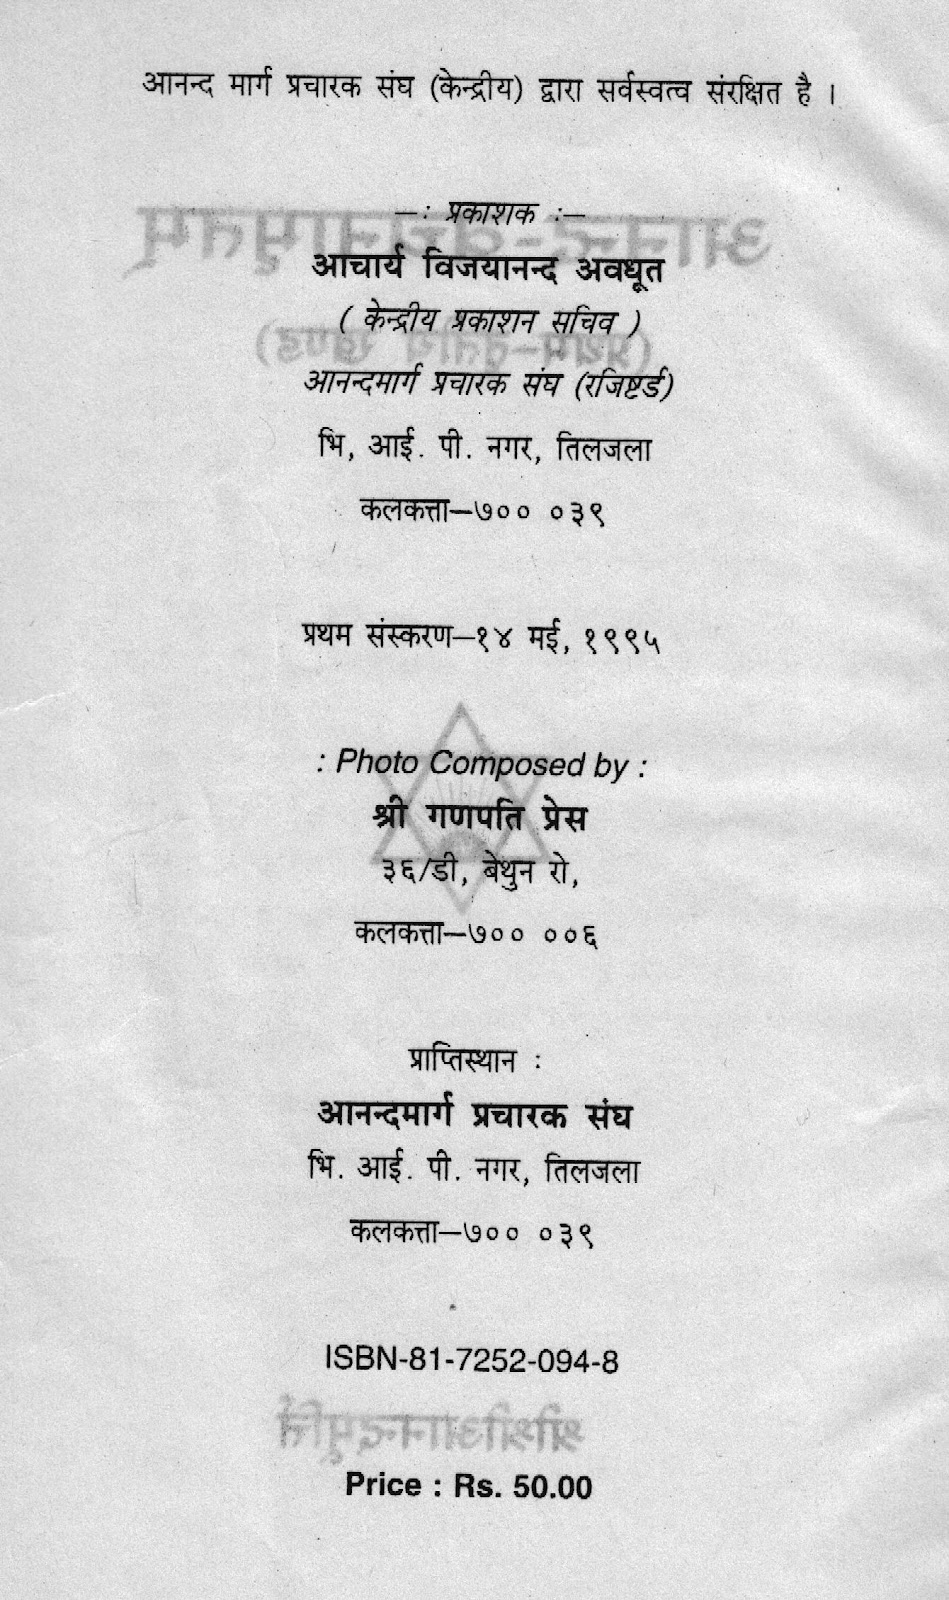 आनन्द मार्ग प्रचारक संघ (केन्द्रीय) द्वारा सर्वस्वत्व संरक्षित है ।
—: प्रकाशक :—
आचार्य विजयानन्द अवधूत
( केन्द्रीय प्रकाशन सचिव )
आनन्दमार्ग प्रचारक संघ (रजिष्टर्ड)
भि, आई. पी. नगर, तिलजला
कलकत्ता—७०० ०३९
प्रथम संस्करण—१४ मई, १९९५
: Photo Composed by :
श्री गणपति प्रेस
३६/डी, बेथुन रो,
कलकत्ता—७०० ००६
प्राप्तिस्थान :
आनन्दमार्ग प्रचारक संघ
भि. आई. पी. नगर, तिलजला
कलकत्ता—७०० ०३९
ISBN-81-7252-094-8
Price : Rs. 50.00